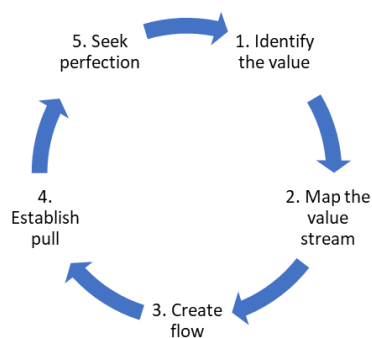 1. Identify
the value
2. Map the
value
stream
3. Create
flow
4.
Establish
pull
5. Seek
perfection